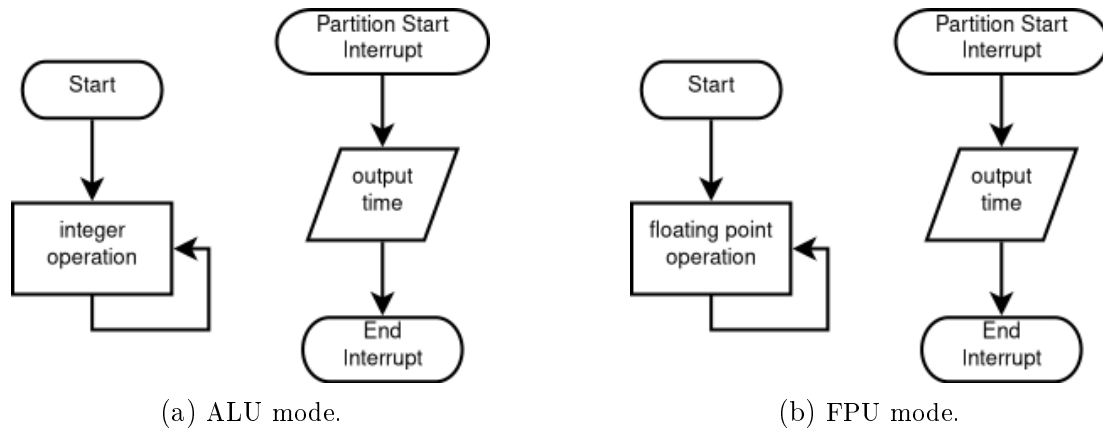 Start
integer
operation
Partition Start
Interrupt
output
time
End
Interrupt
(a) ALU mode.
Start
floating point
operation
Partition Start
Interrupt
output
time
End
Interrupt
(b) FPU mode.